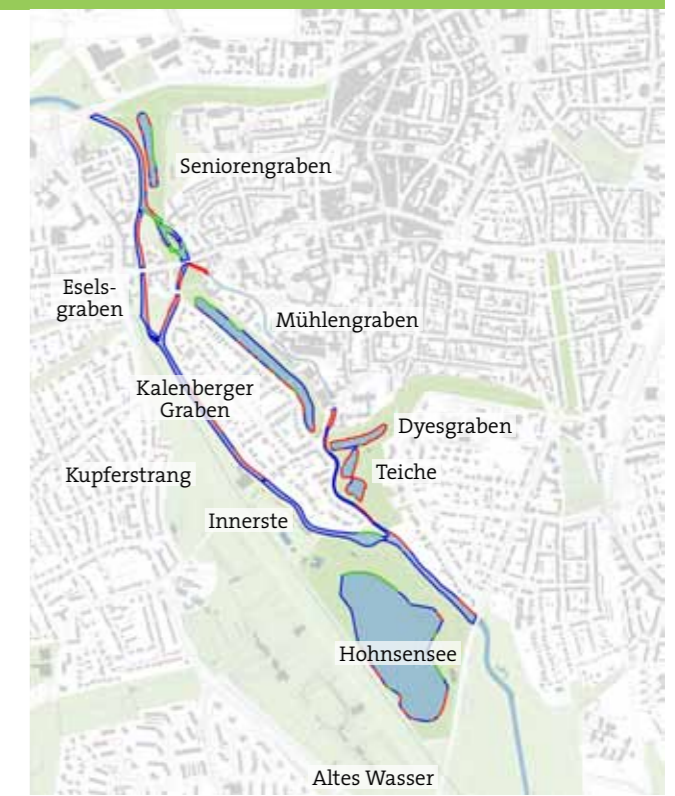 Seniorengraben
Esels-
graben
Mühlengraben
Kalenberger
Graben
Dyesgraben
Teiche
Kupferstrang
Innerste
Hohnsensee
Altes Wasser